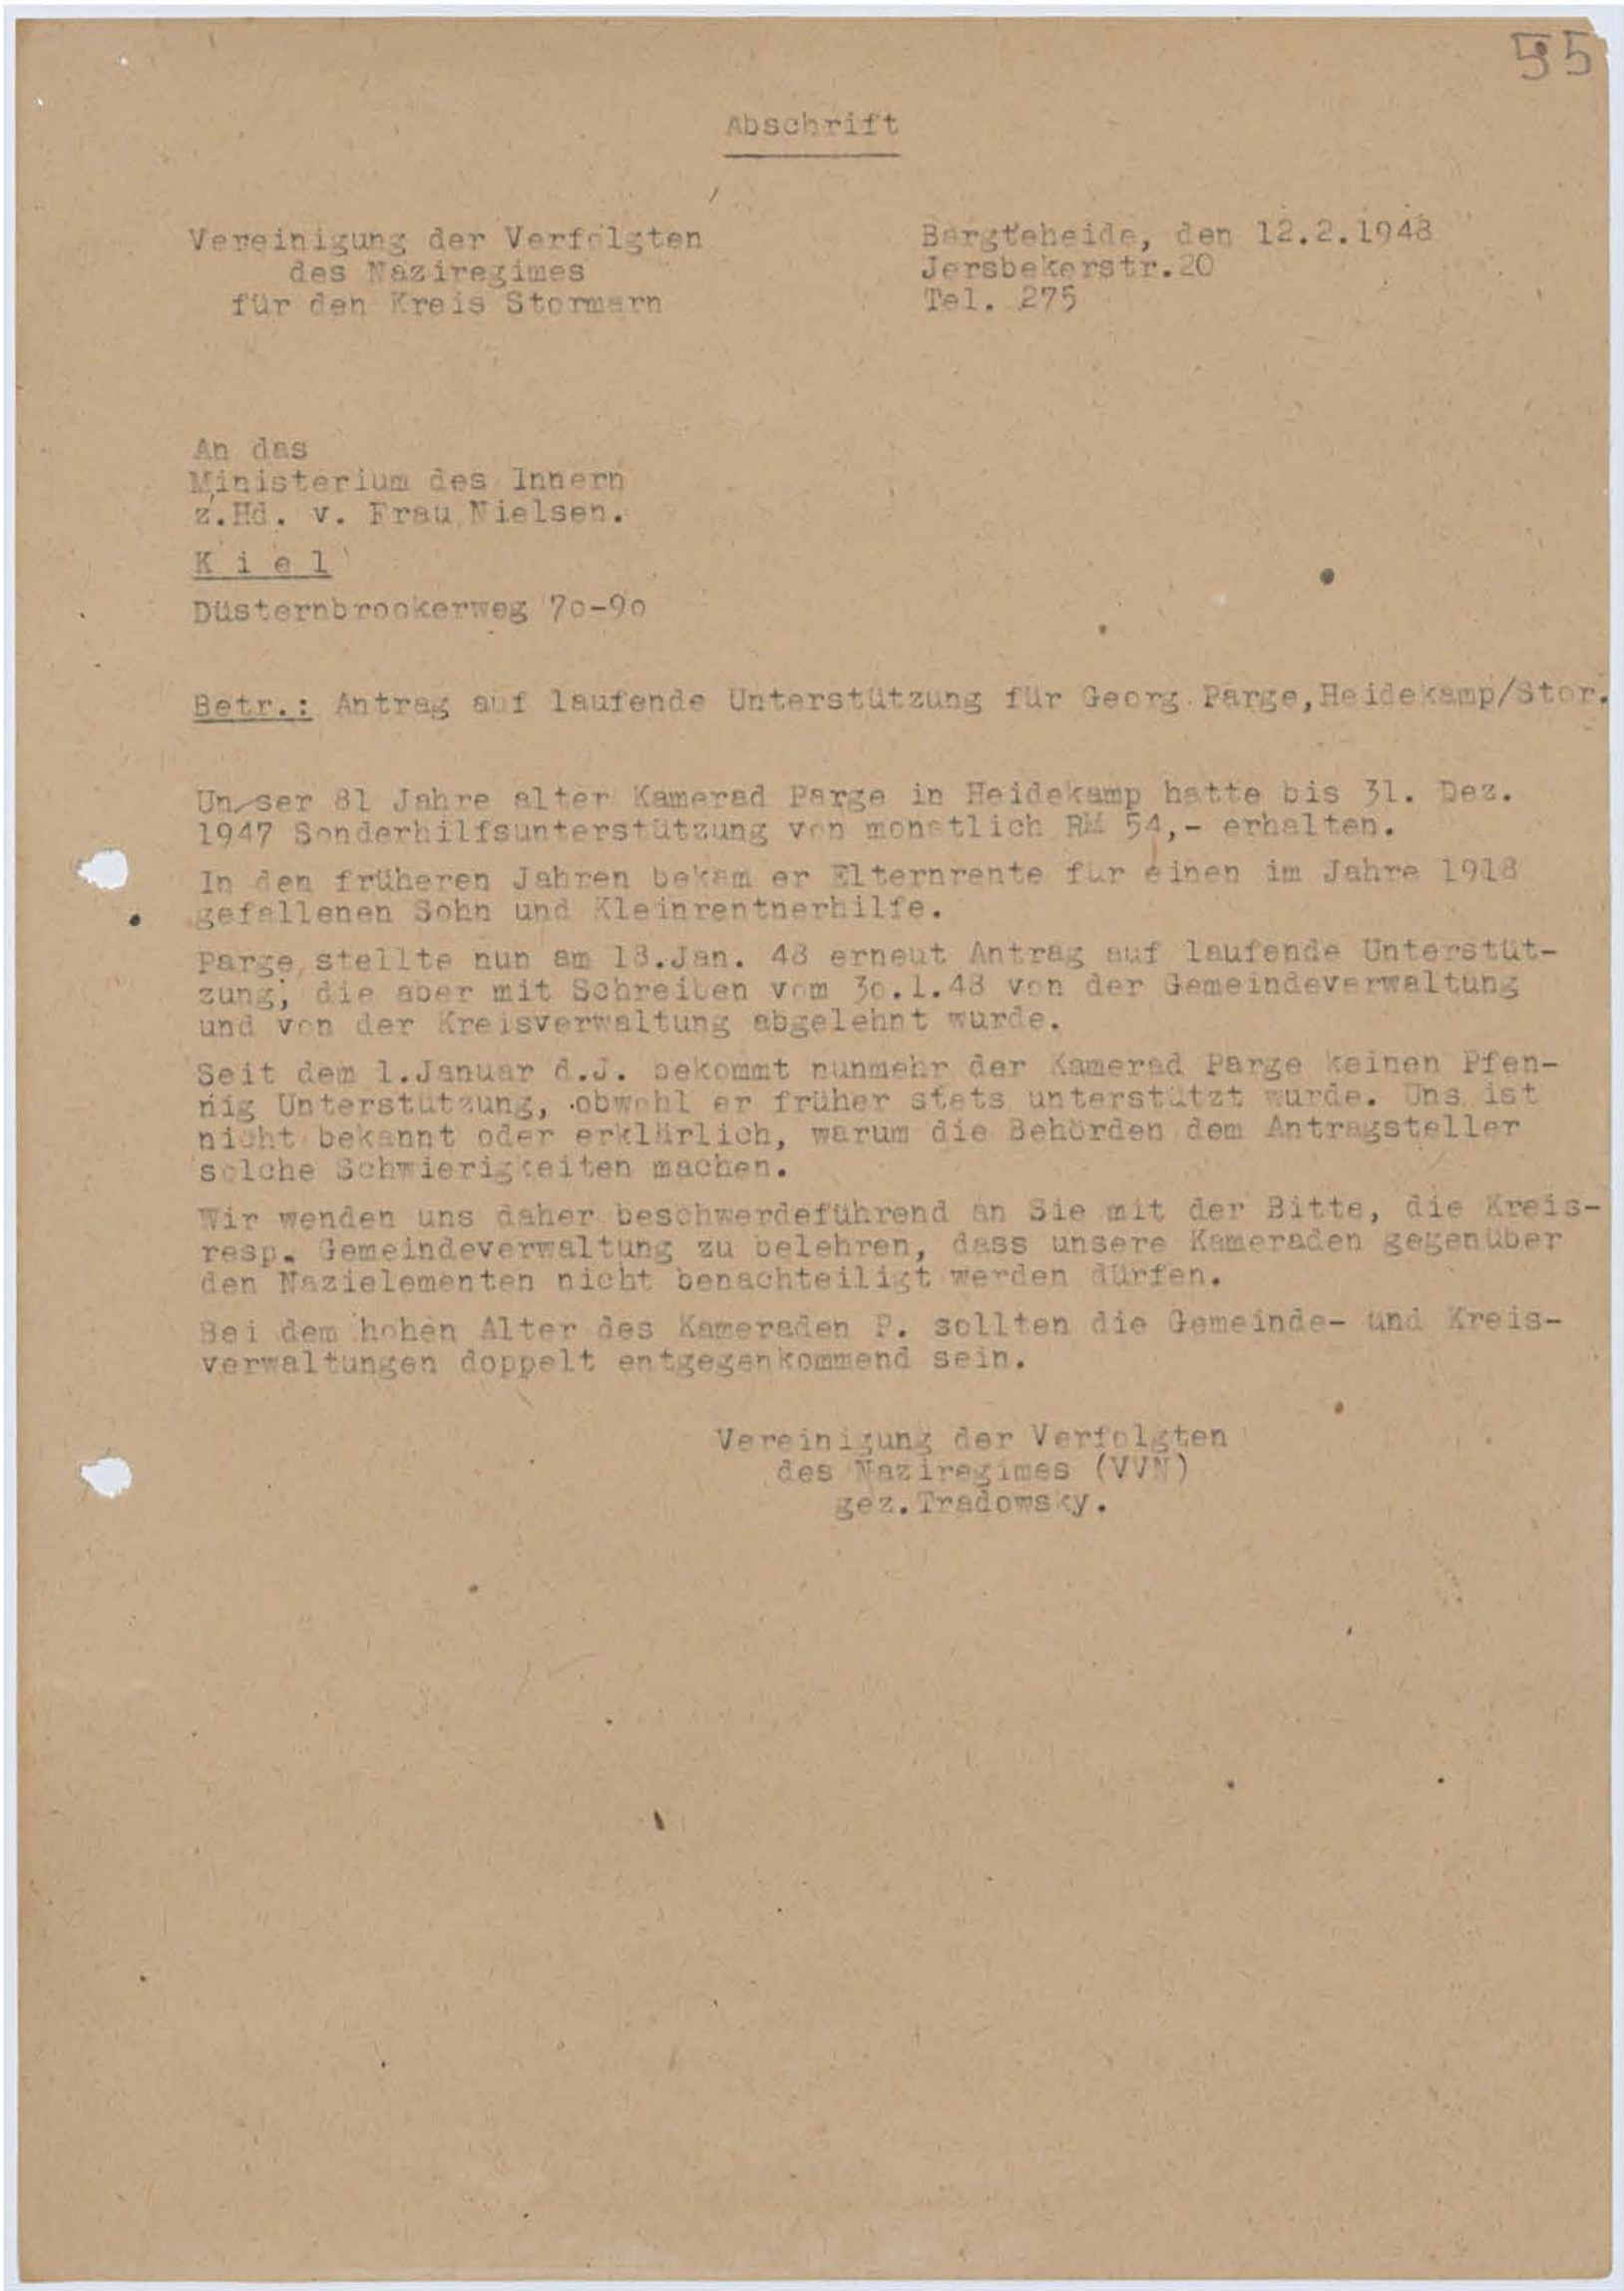 55
Abschrift
Vereinigung der Verfolgten
des Naziregimes
für den Kreis Stormarn
Bargteheide, den 12.2.1948
Jersbekerstr.20
Tel. 275
An das
Ministerium des Innern
z.Hd. v. Frau Nielsen.
K i e l
Düsternbrookerweg 70-90
Betr.: Antrag auf laufende Unterstützung für Georg Parge,Heidekamp/Stor.
Unser 81 Jahre alter Kamerad Parge in Heidekamp hatte bis 31. Dez.
1947 Sonderhilfsunterstützung von monatlich RM 54,- erhalten.
In den früheren Jahren bekam er Elternrente für einen im Jahre 1918
gefallenen Sohn und Kleinrentnerhilfe.
Parge stellte nun am 18.Jan. 48 erneut Antrag auf laufende Unterstüt-
zung, die aber mit Schreiben vom 30.1.48 von der Gemeindeverwaltung
und von der Kreisverwaltung abgelehnt wurde.
Seit dem 1.Januar d.J. bekommt nunmehr der Kamerad Parge keinen Pfen-
nig Unterstützung, obwohl er früher stets unterstützt wurde. Uns ist
nicht bekannt oder erklärlich, warum die Behörden dem Antragsteller
solche Schwierigkeiten machen.
Wir wenden uns daher beschwerdeführend an Sie mit der Bitte, die Kreis-
resp. Gemeindeverwaltung zu belehren, dass unsere Kameraden gegenüber
den Nazielementen nicht benachteiligt werden dürfen.
Bei dem hohen Alter des Kameraden P. sollten die Gemeinde- und Kreis-
verwaltungen doppelt entgegenkommend sein.
Vereinigung der Verfolgten
des Naziregimes (VVN)
gez.Tradowsky.